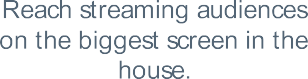 Reach streaming audiences
on the biggest screen in the
house.